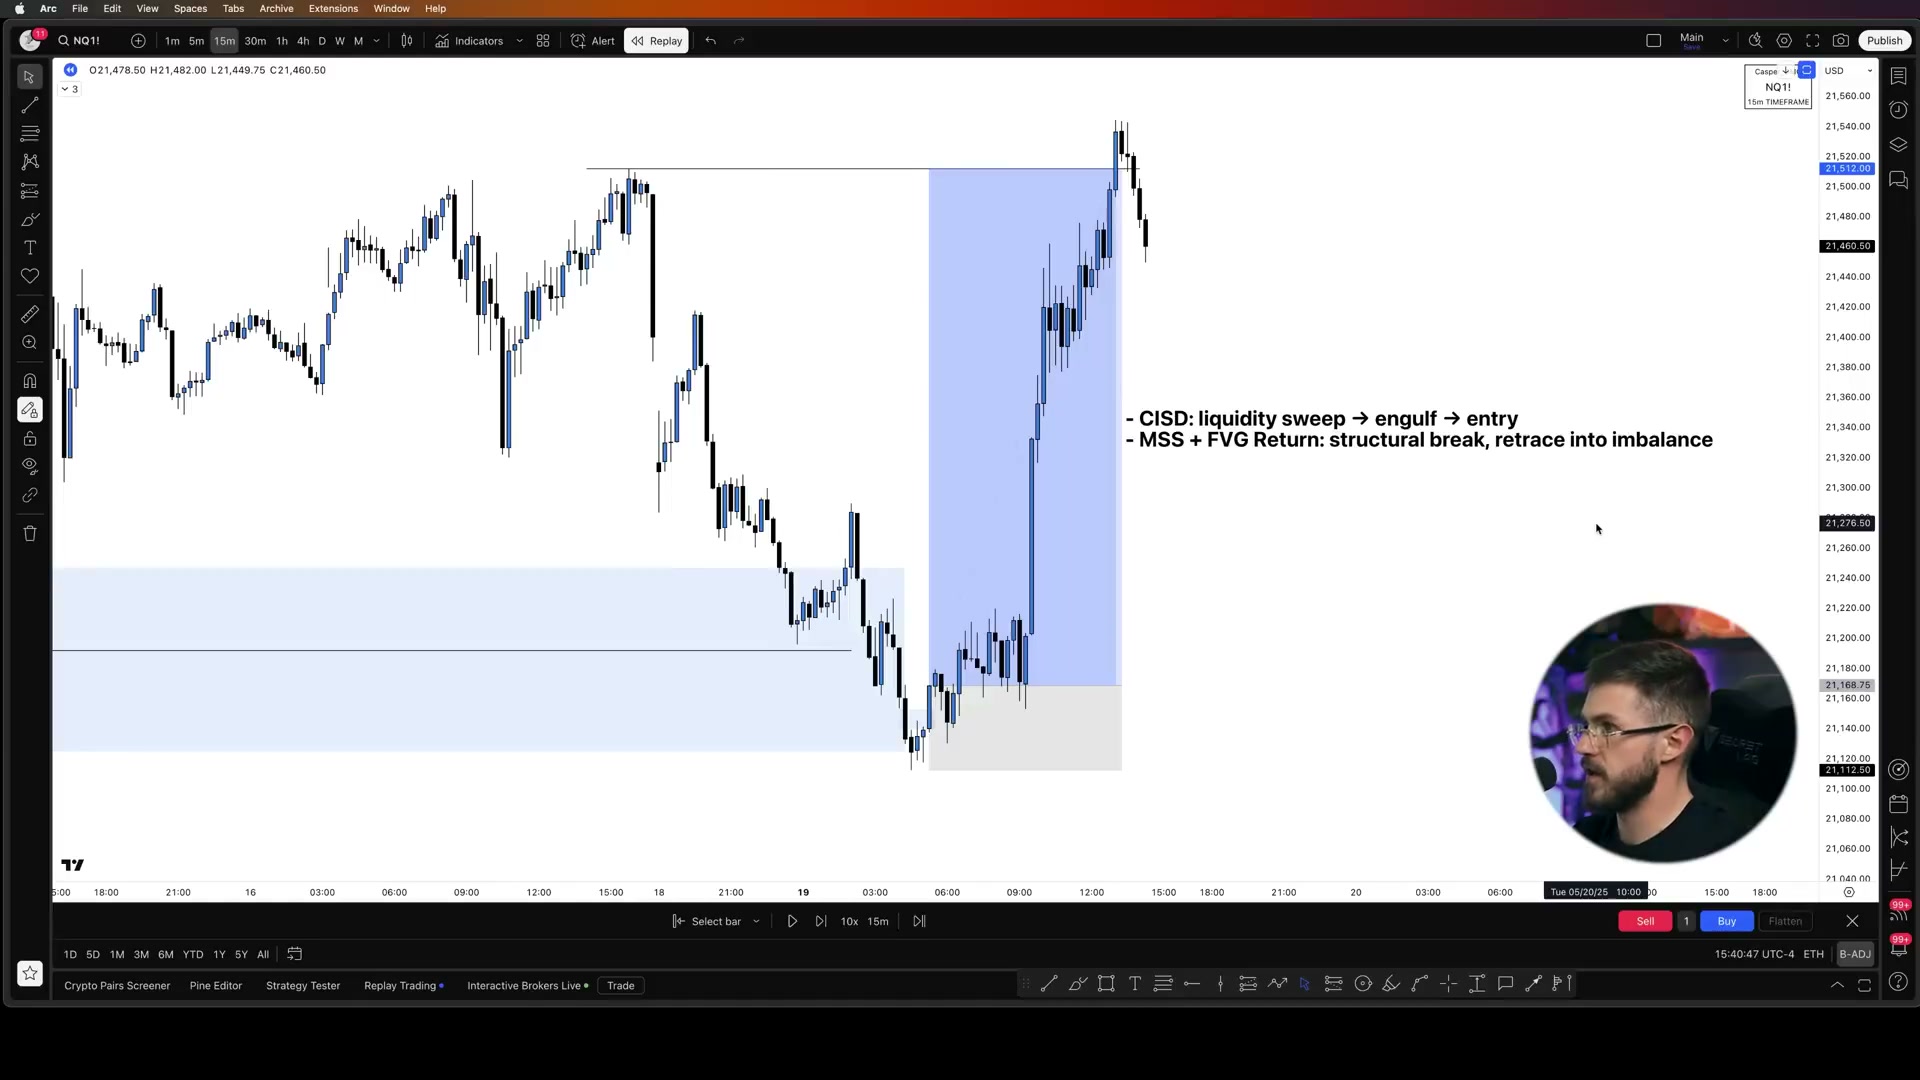 Arc File Edit View Spaces Tabs Archive Extensions Window Help
11 NQ1! 1m 5m 15m 30m 1h 4h D W M Indicators Alert Replay Main Save Publish
O21,478.50 H21,482.00 L21,449.75 C21,460.50
3
Caspe
NQ1!
15m TIMEFRAME
USD
21,560.00
21,540.00
21,520.00
21,512.00
21,500.00
21,480.00
21,460.50
21,440.00
21,420.00
21,400.00
21,380.00
21,360.00
21,340.00
21,320.00
21,300.00
21,276.50
21,260.00
21,240.00
21,220.00
21,200.00
21,180.00
21,168.75
21,160.00
21,140.00
21,120.00
21,112.50
21,100.00
21,080.00
21,060.00
21,040.00
- CISD: liquidity sweep → engulf → entry
- MSS + FVG Return: structural break, retrace into imbalance
SECRET LAB
5:00 18:00 21:00 16 03:00 06:00 09:00 12:00 15:00 18 21:00 19 03:00 06:00 09:00 12:00 15:00 18:00 21:00 20 03:00 06:00 Tue 05/20/25 10:00 15:00 18:00
Select bar 10x 15m Sell 1 Buy Flatten
99+
1D 5D 1M 3M 6M YTD 1Y 5Y All 15:40:47 UTC-4 ETH B-ADJ
99+
Crypto Pairs Screener Pine Editor Strategy Tester Replay Trading Interactive Brokers Live Trade